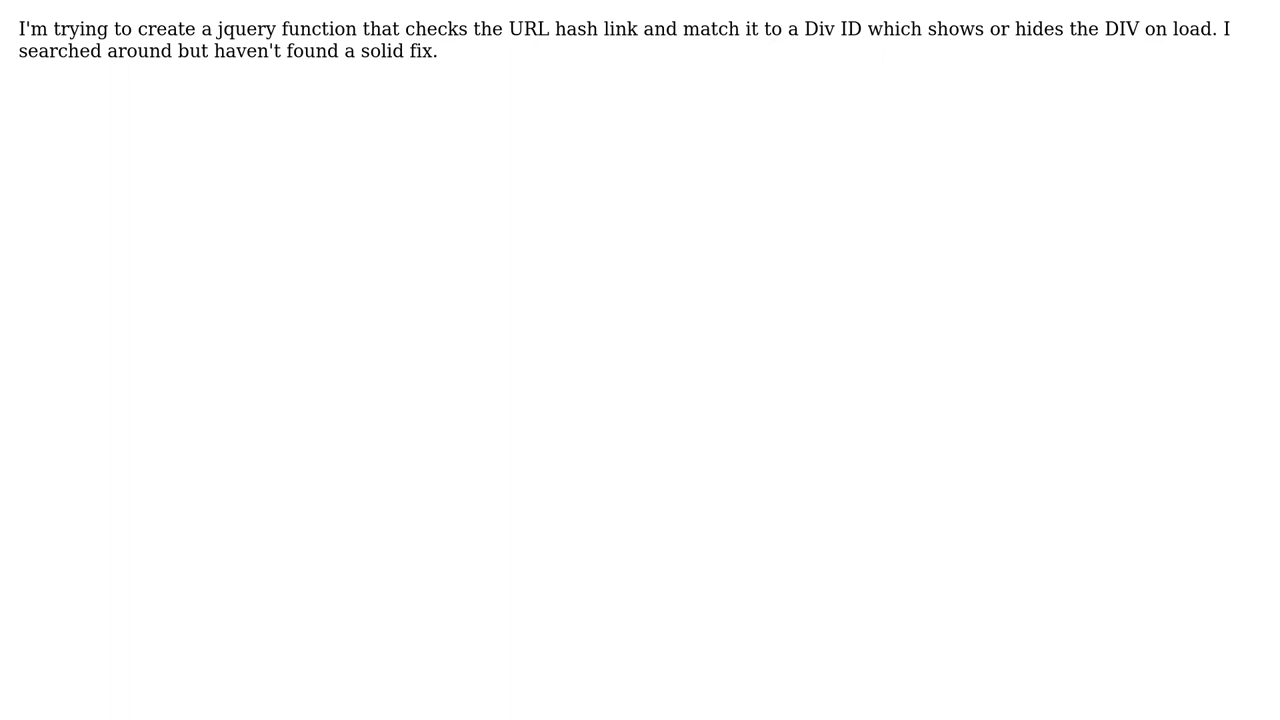 I'm trying to create a jquery function that checks the URL hash link and match it to a Div ID which shows or hides the DIV on load. I
searched around but haven't found a solid fix.